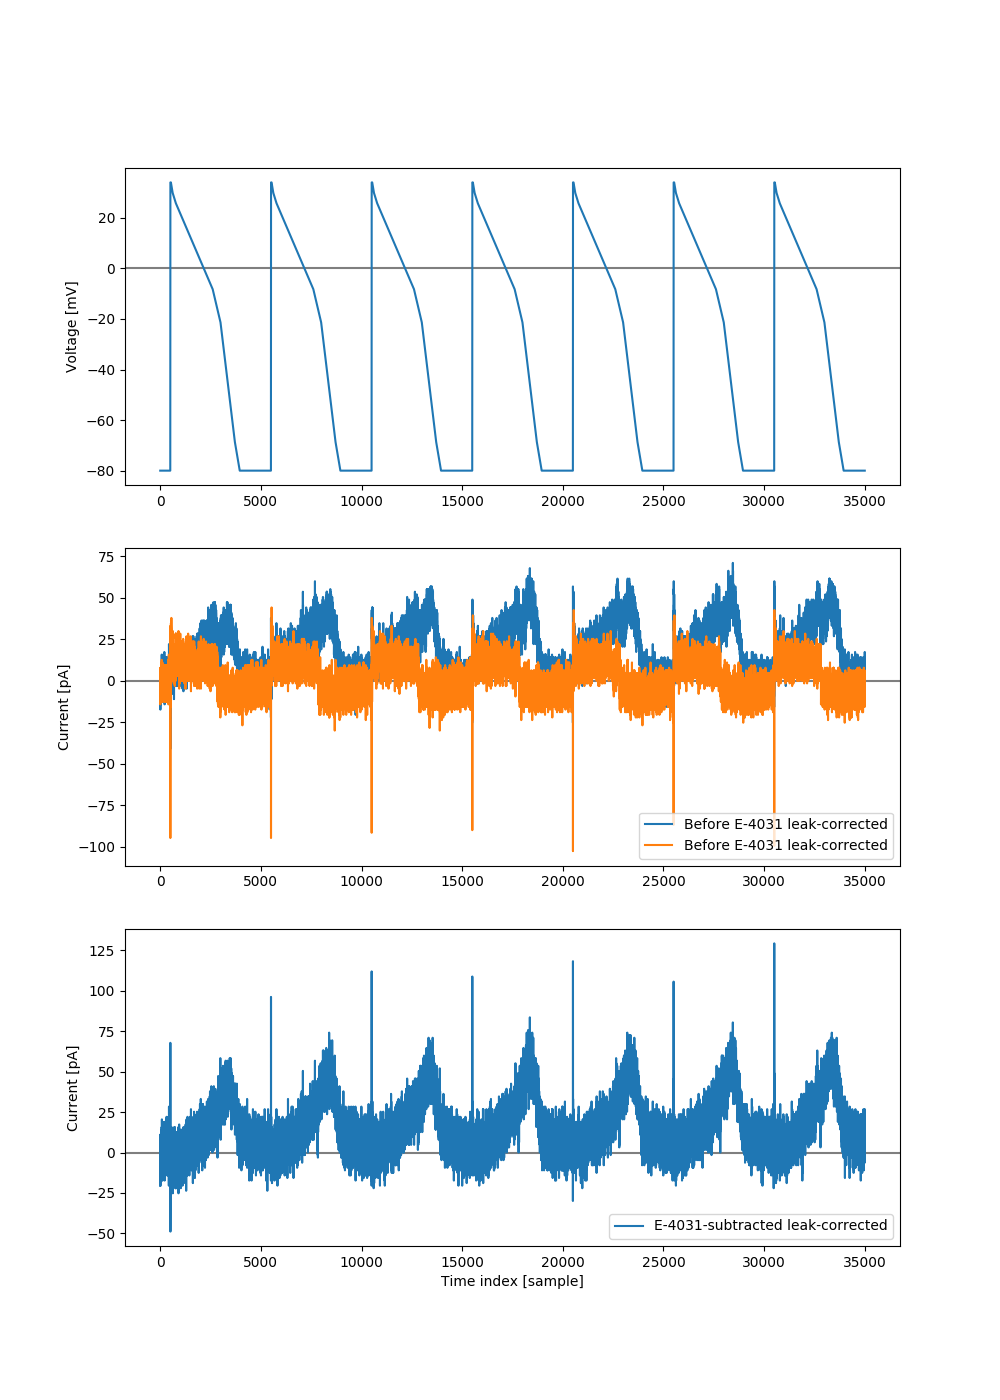 20
0
−20
−40
−60
−80
Voltage [mV]
0 5000 10000 15000 20000 25000 30000 35000
75
50
25
0
−25
−50
−75
−100
Current [pA]
Before E-4031 leak-corrected
Before E-4031 leak-corrected
0 5000 10000 15000 20000 25000 30000 35000
125
100
75
50
25
0
−25
−50
Current [pA]
E-4031-subtracted leak-corrected
0 5000 10000 15000 20000 25000 30000 35000
Time index [sample]